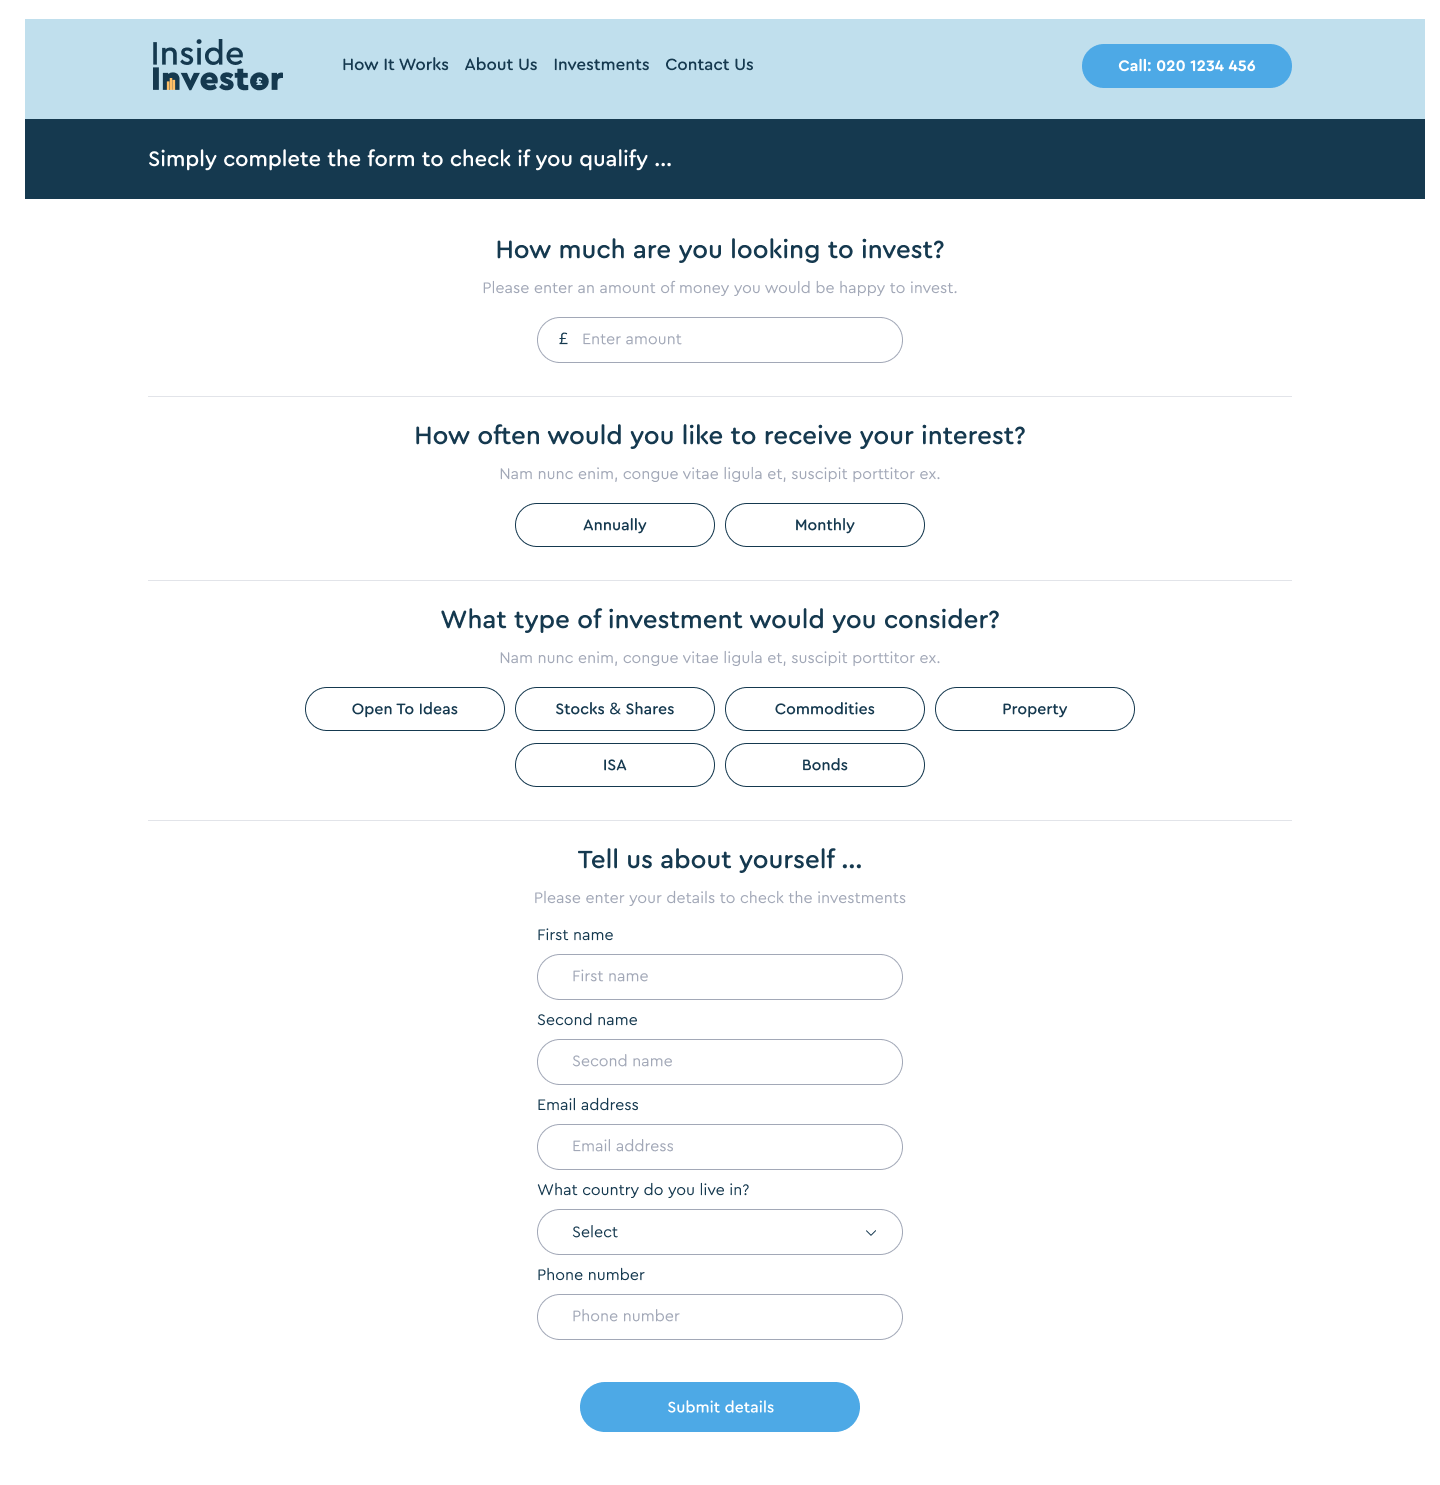 Inside
Investor
How It Works About Us Investments Contact Us
Call: 020 1234 456
Simply complete the form to check if you qualify ...
How much are you looking to invest?
Please enter an amount of money you would be happy to invest.
£ Enter amount
How often would you like to receive your interest?
Nam nunc enim, congue vitae ligula et, suscipit porttitor ex.
Annually Monthly
What type of investment would you consider?
Nam nunc enim, congue vitae ligula et, suscipit porttitor ex.
Open To Ideas Stocks & Shares Commodities Property
ISA Bonds
Tell us about yourself ...
Please enter your details to check the investments
First name
First name
Second name
Second name
Email address
Email address
What country do you live in?
Select
Phone number
Phone number
Submit details